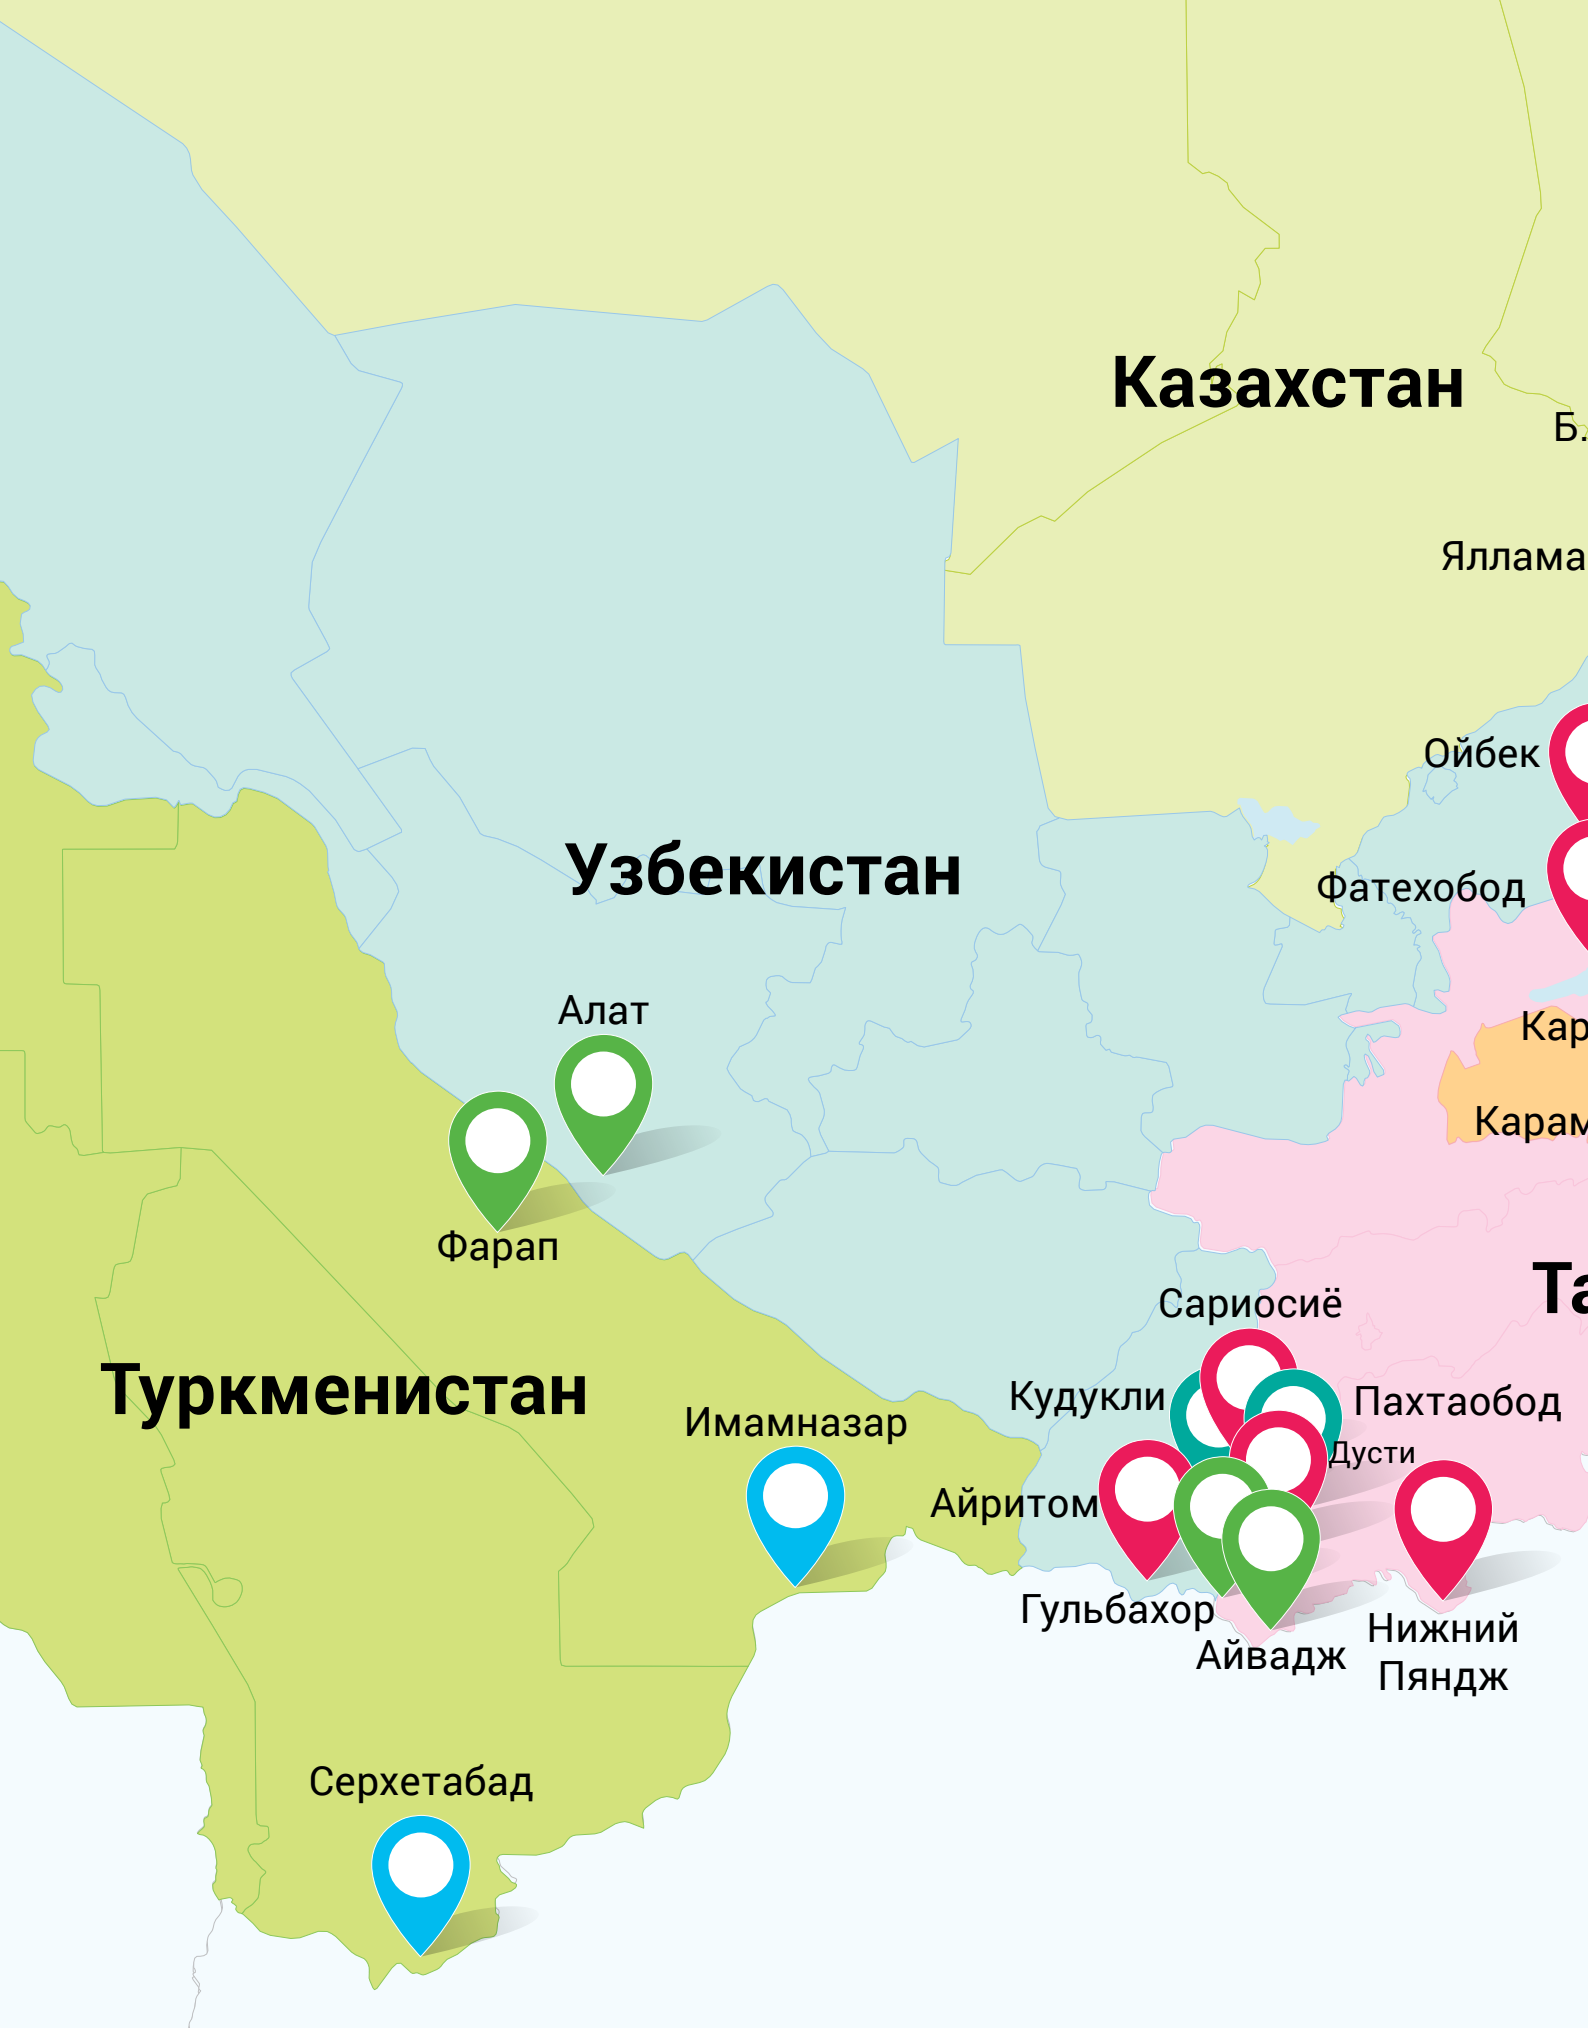 Казахстан
Б.
Яллама
Ойбек
Узбекистан
Фатехобод
Алат
Кар
Карам
Фарап
Та
Сариосиё
Туркменистан
Кудукли
Пахтаобод
Имамназар
Дусти
Айритом
Гульбахор
Нижний
Пяндж
Айвадж
Серхетабад